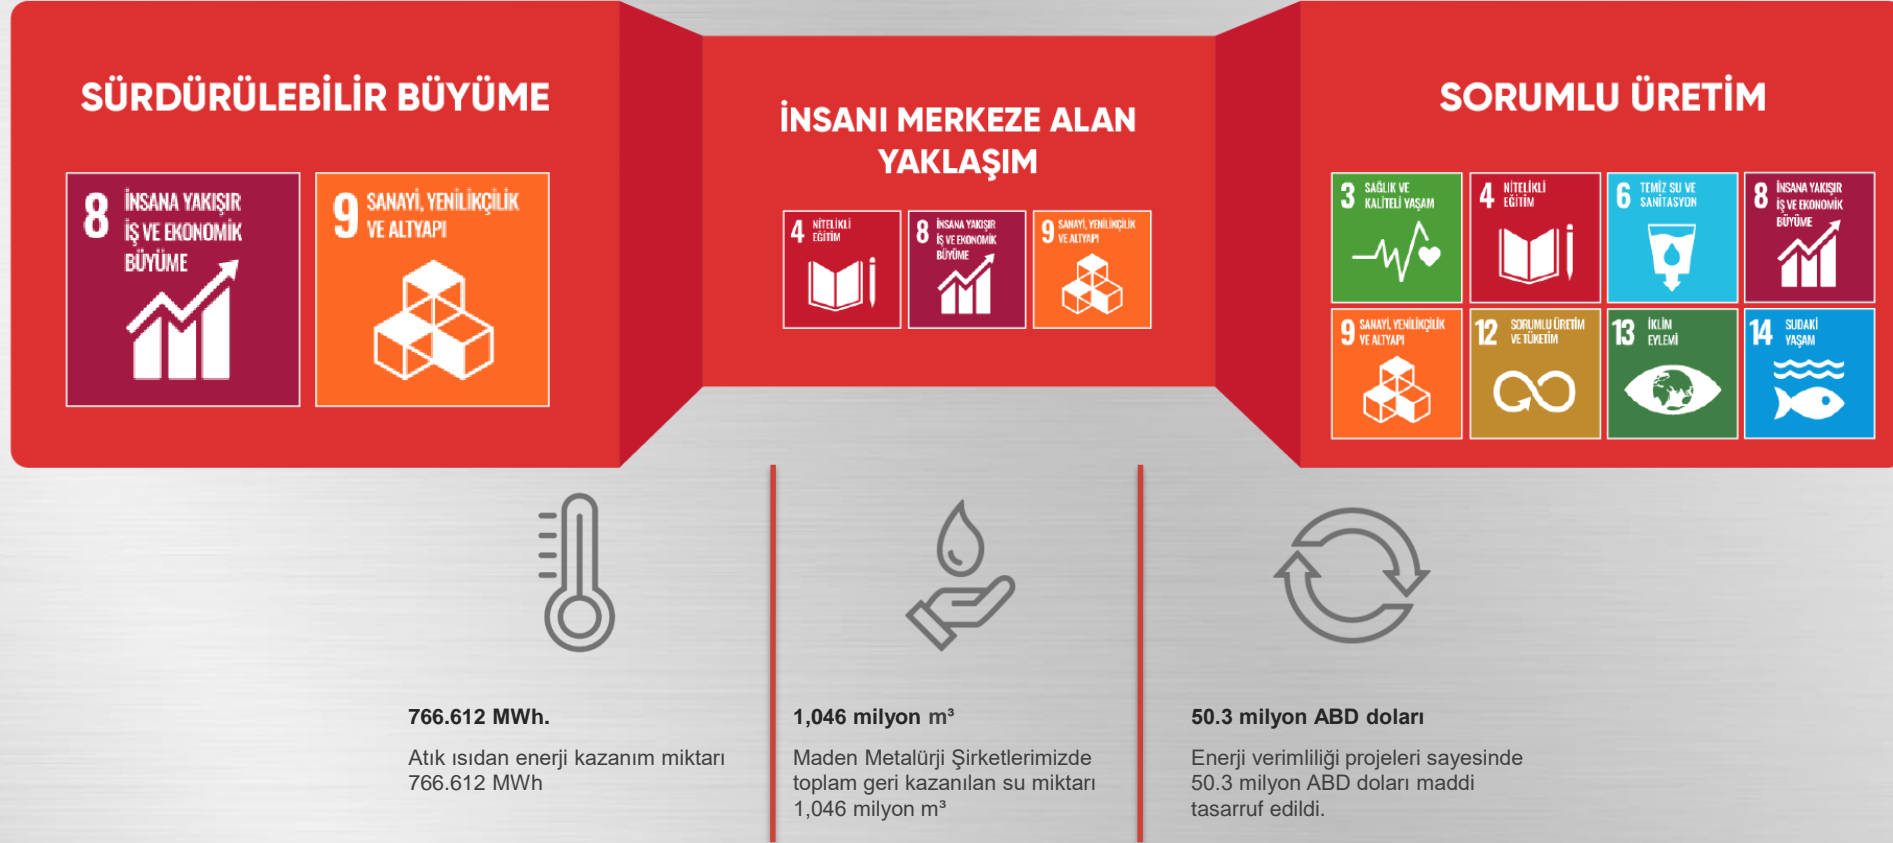 SÜRDÜRÜLEBİLİR BÜYÜME
8 İNSANA YAKIŞIR
İŞ VE EKONOMİK
BÜYÜME
9 SANAYİ, YENİLİKÇİLİK
VE ALTYAPI
İNSANI MERKEZE ALAN
YAKLAŞIM
4 NİTELİKLİ
EĞİTİM
8 İNSANA YAKIŞIR
İŞ VE EKONOMİK
BÜYÜME
9 SANAYİ, YENİLİKÇİLİK
VE ALTYAPI
SORUMLU ÜRETİM
3 SAĞLIK VE
KALİTELİ YAŞAM
4 NİTELİKLİ
EĞİTİM
6 TEMİZ SU VE
SANİTASYON
8 İNSANA YAKIŞIR
İŞ VE EKONOMİK
BÜYÜME
9 SANAYİ, YENİLİKÇİLİK
VE ALTYAPI
12 SORUMLU ÜRETİM
VE TÜKETİM
13 İKLİM
EYLEMİ
14 SUDAKİ
YAŞAM
766.612 MWh.
Atık ısıdan enerji kazanım miktarı
766.612 MWh
1,046 milyon m³
Maden Metalürji Şirketlerimizde
toplam geri kazanılan su miktarı
1,046 milyon m³
50.3 milyon ABD doları
Enerji verimliliği projeleri sayesinde
50.3 milyon ABD doları maddi
tasarruf edildi.